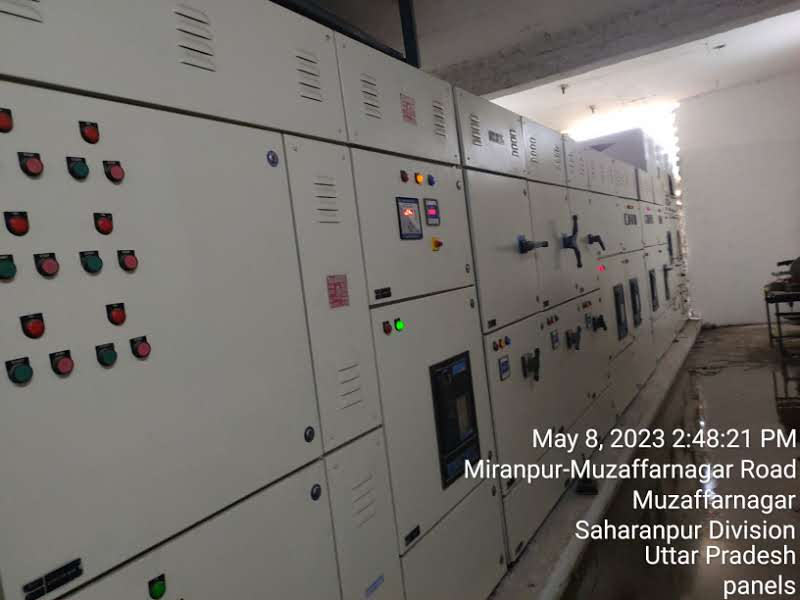 May 8, 2023 2:48:21 PM
Miranpur-Muzaffarnagar Road
Muzaffarnagar
Saharanpur Division
Uttar Pradesh
panels